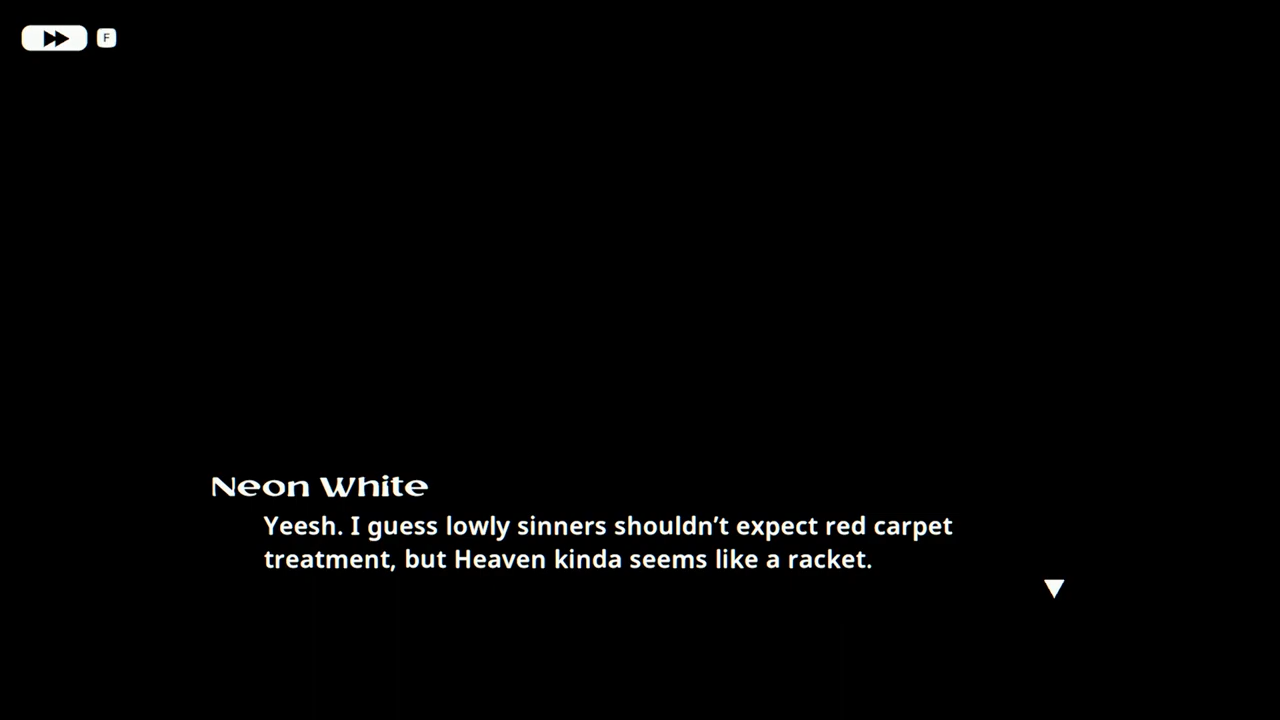 F
Neon White
Yeesh. I guess lowly sinners shouldn’t expect red carpet
treatment, but Heaven kinda seems like a racket.